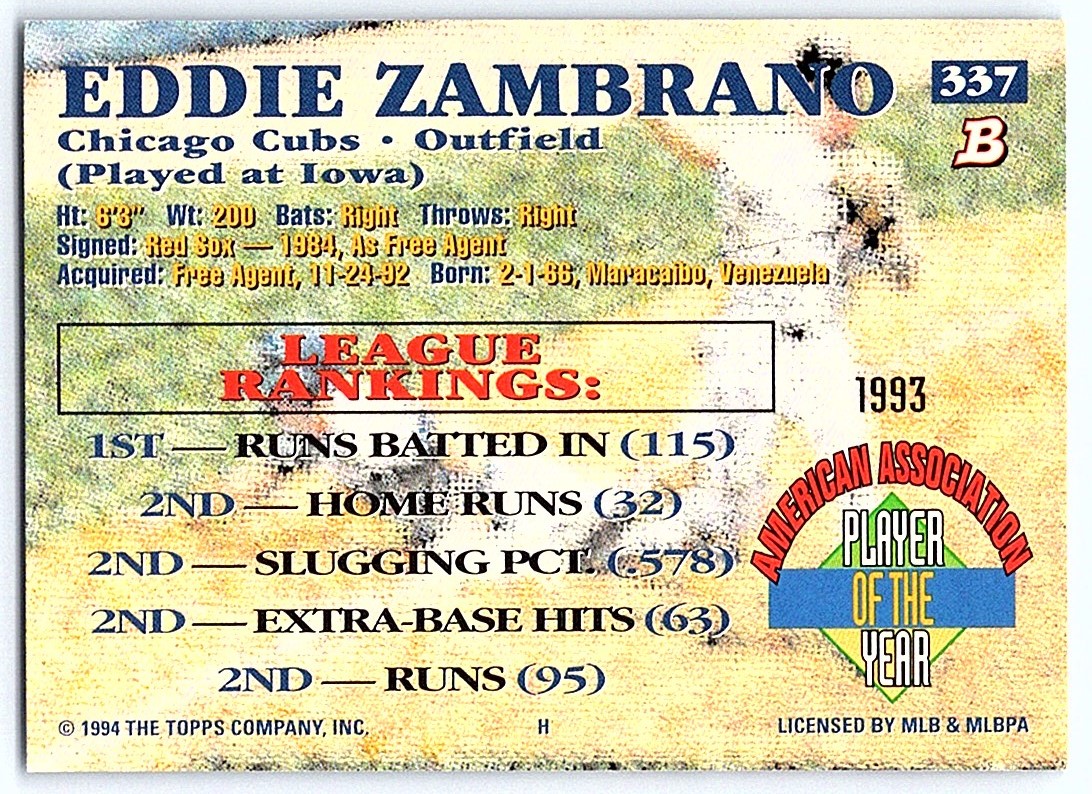 EDDIE ZAMBRANO 337
Chicago Cubs • Outfield B
(Played at Iowa)
Ht: 6'3" Wt: 200 Bats: Right Throws: Right
Signed: Red Sox — 1984, As Free Agent
Acquired: Free Agent, 11-24-92 Born: 2-1-66, Maracaibo, Venezuela
LEAGUE
RANKINGS:
1ST — RUNS BATTED IN (115)
2ND — HOME RUNS (32)
2ND — SLUGGING PCT. (.578)
2ND — EXTRA-BASE HITS (63)
2ND — RUNS (95)
1993
AMERICAN ASSOCIATION
PLAYER
OF THE
YEAR
© 1994 THE TOPPS COMPANY, INC. H LICENSED BY MLB & MLBPA